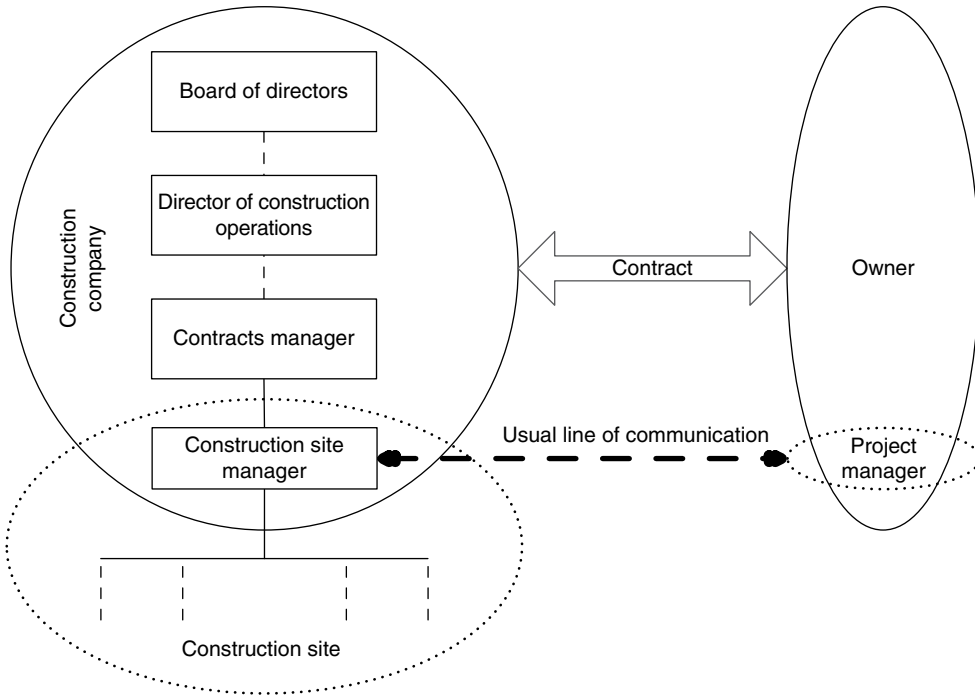 Board of directors
Director of construction
operations
Construction
company
Contracts manager
Contract
Owner
Construction site
manager
Usual line of communication
Project
manager
Construction site